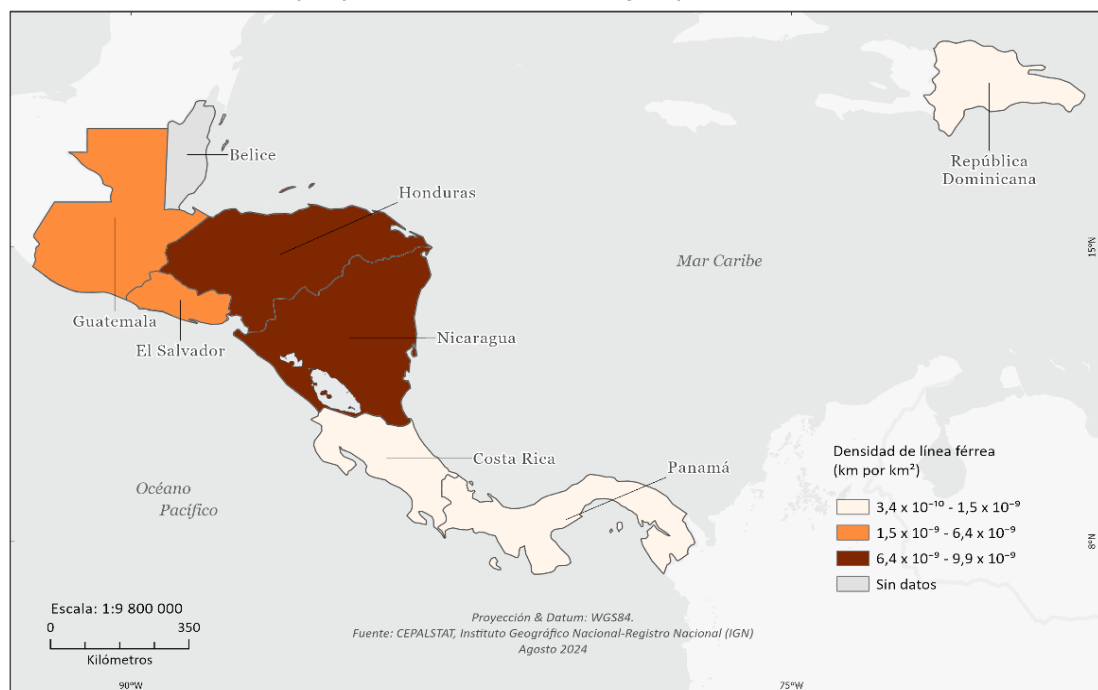 Belice
Honduras
República
Dominicana
Mar Caribe
15°N
Guatemala
El Salvador
Nicaragua
Costa Rica
Panamá
Océano
Pacífico
Densidad de línea férrea
(km por km²)
3,4 x 10⁻¹⁰ - 1,5 x 10⁻⁹
1,5 x 10⁻⁹ - 6,4 x 10⁻⁹
6,4 x 10⁻⁹ - 9,9 x 10⁻⁹
Sin datos
8°N
Escala: 1:9 800 000
0 350
Kilómetros
Proyección & Datum: WGS84.
Fuente: CEPALSTAT, Instituto Geográfico Nacional-Registro Nacional (IGN)
Agosto 2024
90°W 75°W